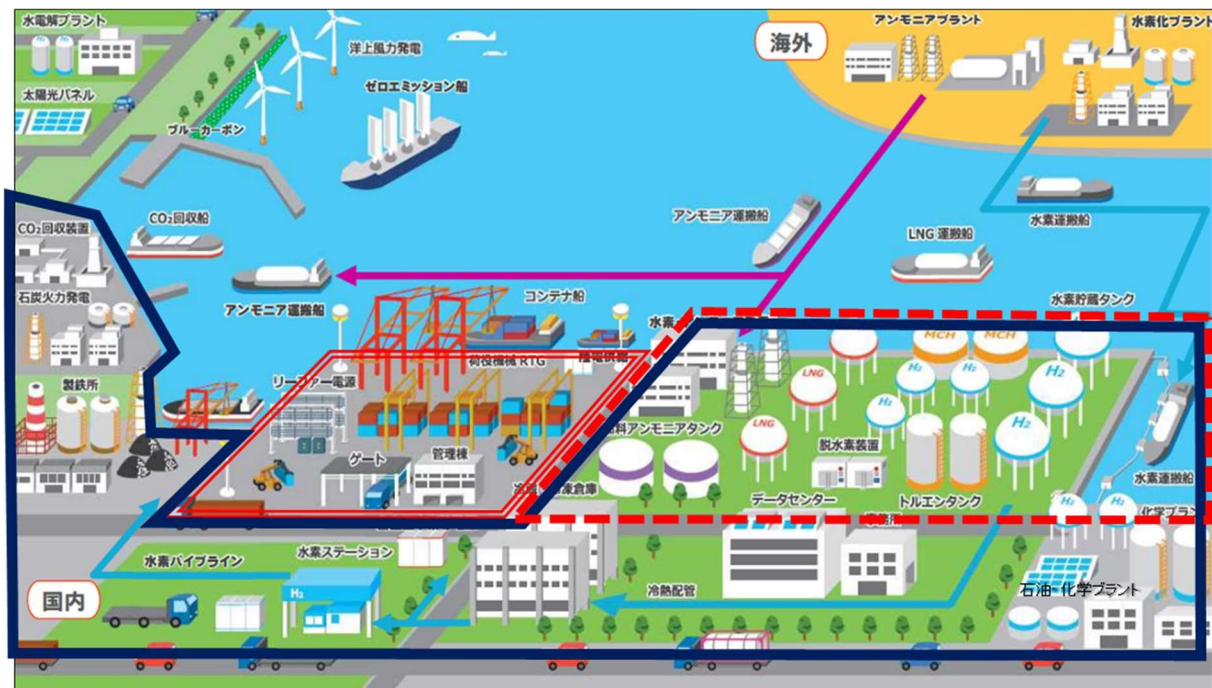 水電解プラント
太陽光パネル
洋上風力発電
ゼロエミッション船
ブルーカーボン
海外
アンモニアプラント
水素化プラント
CO₂回収装置
CO₂回収船
アンモニア運搬船
LNG 運搬船
水素運搬船
石炭火力発電
アンモニア運搬船
コンテナ船
水素貯蔵タンク
製鉄所
リーファー電源
荷役機械 RTG
陸電供給
水素
MCH
MCH
LNG
H₂
H₂
H₂
H₂
H₂
LNG
ゲート
管理棟
料アンモニアタンク
脱水素装置
データセンター
トルエンタンク
水素運搬船
H₂
H₂
化学プラン
水素パイプライン
水素ステーション
H₂
国内
冷熱配管
石油・化学プラント